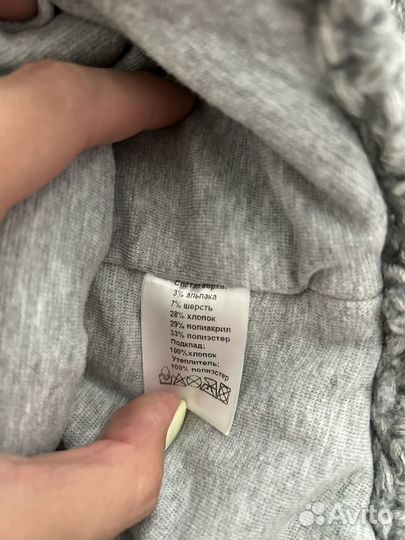 Состав верха:
3% альпака
7% шерсть
28% хлопок
29% полиакрил
33% полиэстер
Подклад:
100%хлопок
Утеплитель:
100% полиэстер
Avito